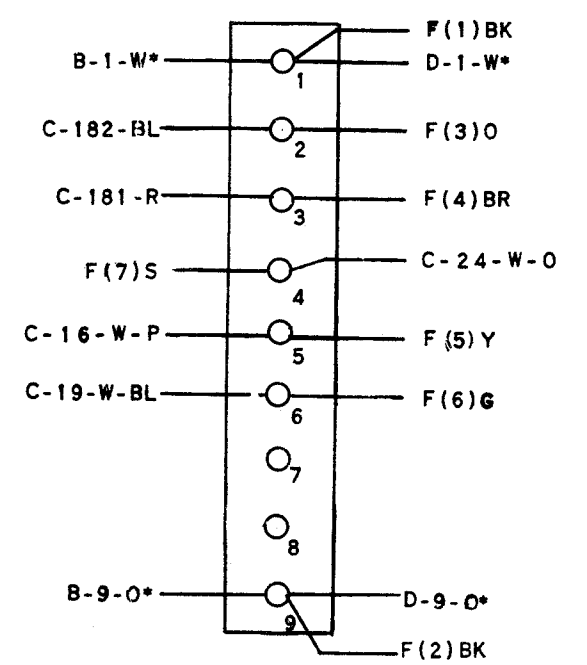 F(1)BK
B-1-W* D-1-W*
1
C-182-BL F(3)O
2
C-181-R F(4)BR
3
C-24-W-O
F(7)S
4
C-16-W-P F(5)Y
5
C-19-W-BL F(6)G
6
7
8
B-9-O* D-9-O*
9
F(2)BK